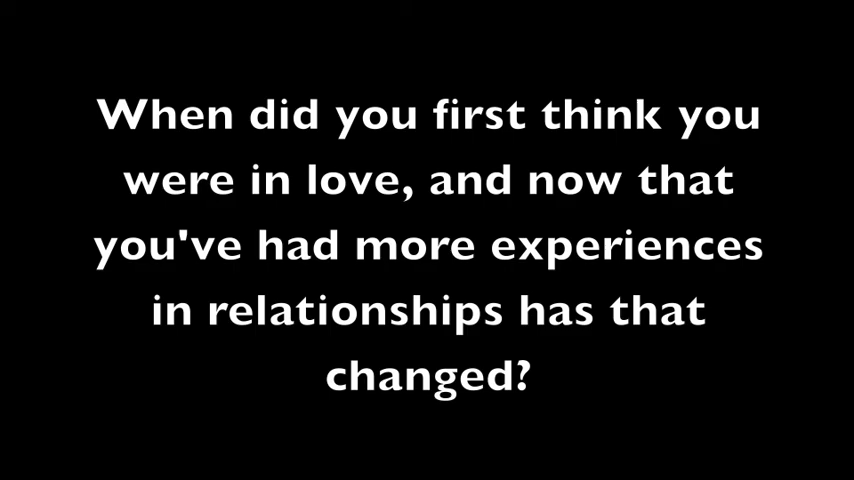 When did you first think you
were in love, and now that
you've had more experiences
in relationships has that
changed?